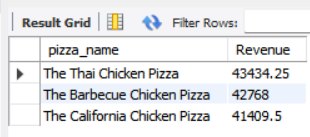 Result Grid Filter Rows:
pizza_name Revenue
The Thai Chicken Pizza 43434.25
The Barbecue Chicken Pizza 42768
The California Chicken Pizza 41409.5